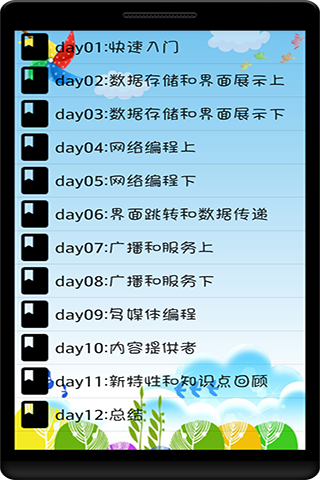 day01:快速入门
day02:数据存储和界面展示上
day03:数据存储和界面展示下
day04:网络编程上
day05:网络编程下
day06:界面跳转和数据传递
day07:广播和服务上
day08:广播和服务下
day09:多媒体编程
day10:内容提供者
day11:新特性和知识点回顾
day12:总结